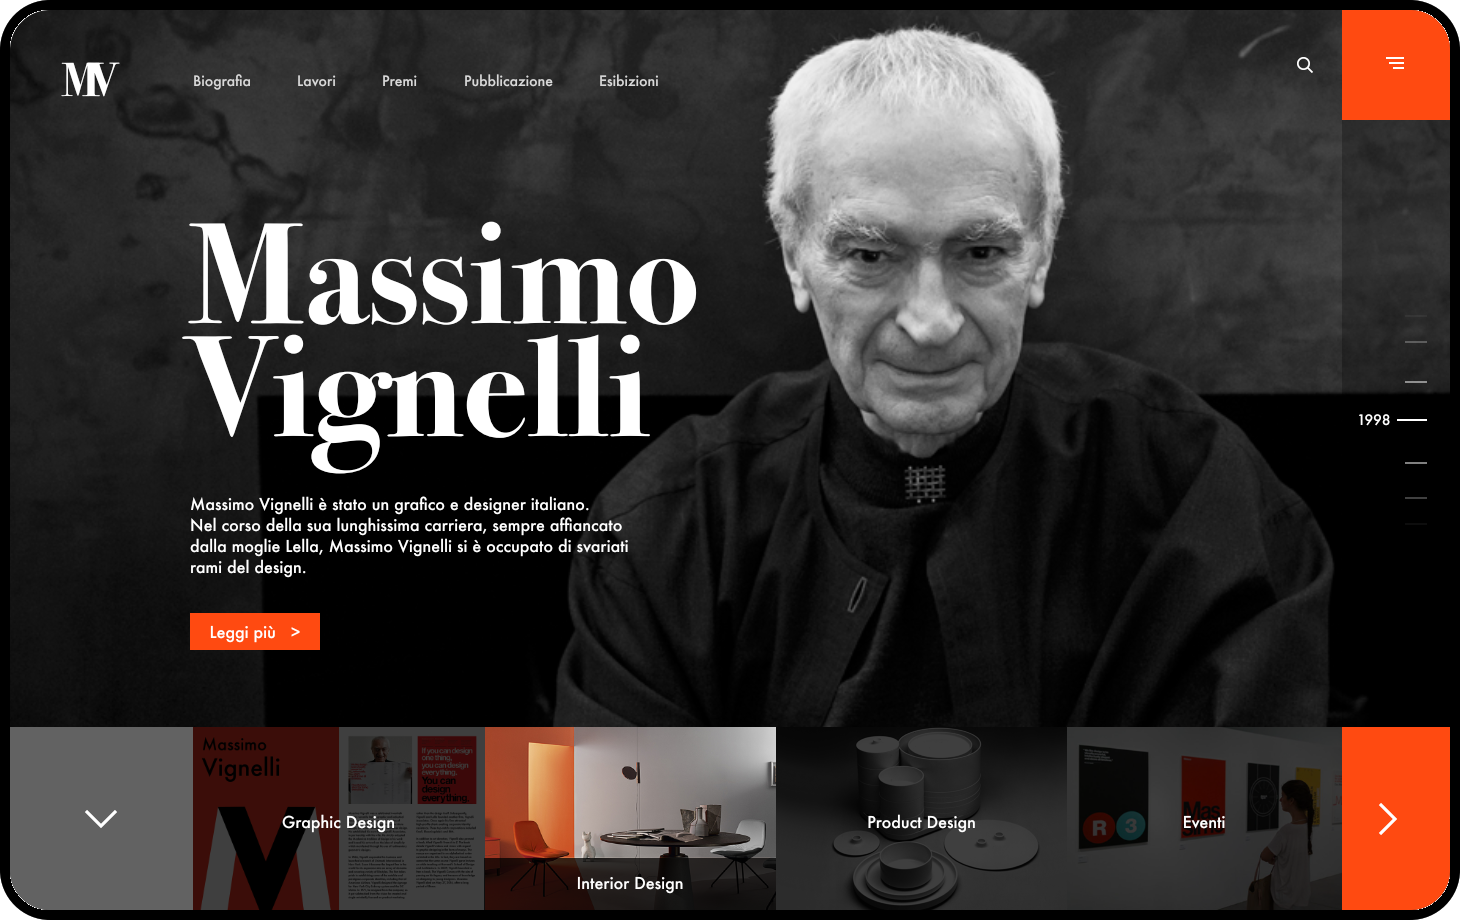 MV
Biografia
Lavori
Premi
Pubblicazione
Esibizioni
Massimo
Vignelli
Massimo Vignelli è stato un grafico e designer italiano.
Nel corso della sua lunghissima carriera, sempre affiancato
dalla moglie Lella, Massimo Vignelli si è occupato di svariati
rami del design.
Leggi più >
1998
Massimo
Vignelli
M
If you can design
one thing,
you can design
everything.
You can
design
everything.
Graphic Design
Interior Design
Product Design
R 3
Mas
Eventi